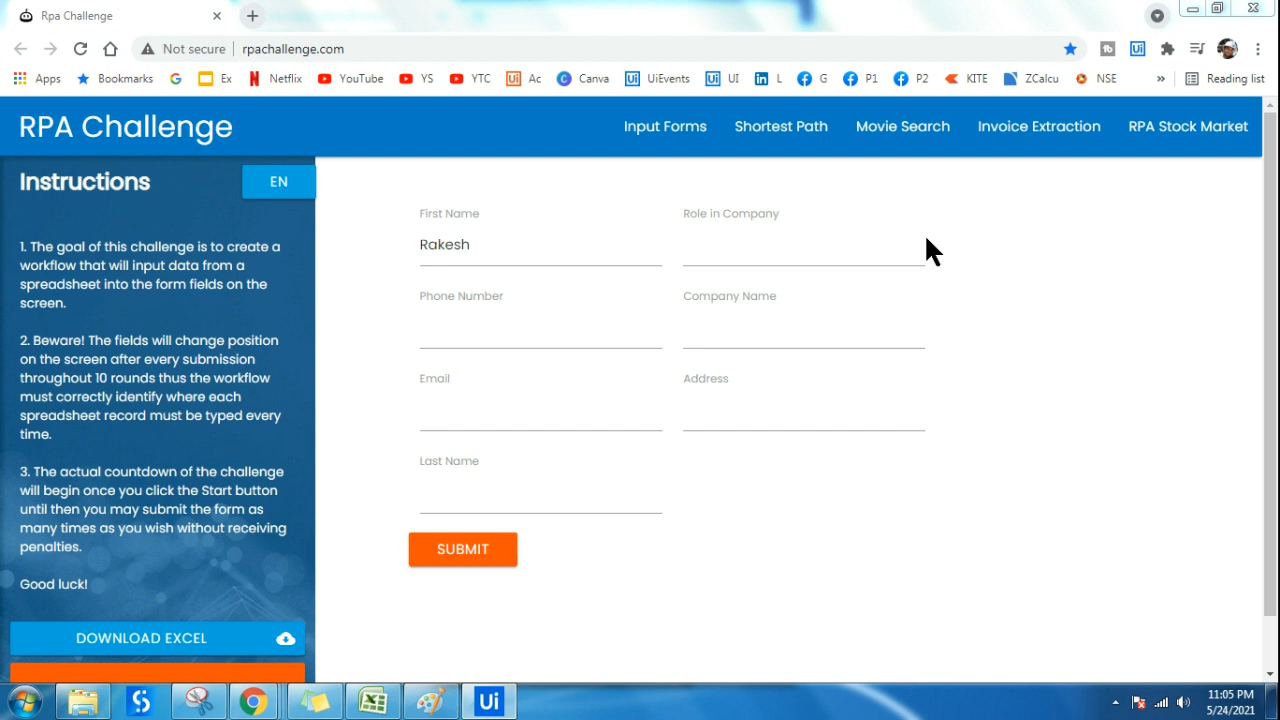 Rpa Challenge
Not secure
rpachallenge.com
Apps
Bookmarks
Ex
Netflix
YouTube
YS
YTC
Ac
Canva
UiEvents
UI
L
G
P1
P2
KITE
ZCalcu
NSE
»
Reading list
RPA Challenge
Input Forms
Shortest Path
Movie Search
Invoice Extraction
RPA Stock Market
Instructions
EN
1. The goal of this challenge is to create a
workflow that will input data from a
spreadsheet into the form fields on the
screen.
2. Beware! The fields will change position
on the screen after every submission
throughout 10 rounds thus the workflow
must correctly identify where each
spreadsheet record must be typed every
time.
3. The actual countdown of the challenge
will begin once you click the Start button
until then you may submit the form as
many times as you wish without receiving
penalties.
Good luck!
DOWNLOAD EXCEL
First Name
Rakesh
Role in Company
Phone Number
Company Name
Email
Address
Last Name
SUBMIT
Ui
11:05 PM
5/24/2021